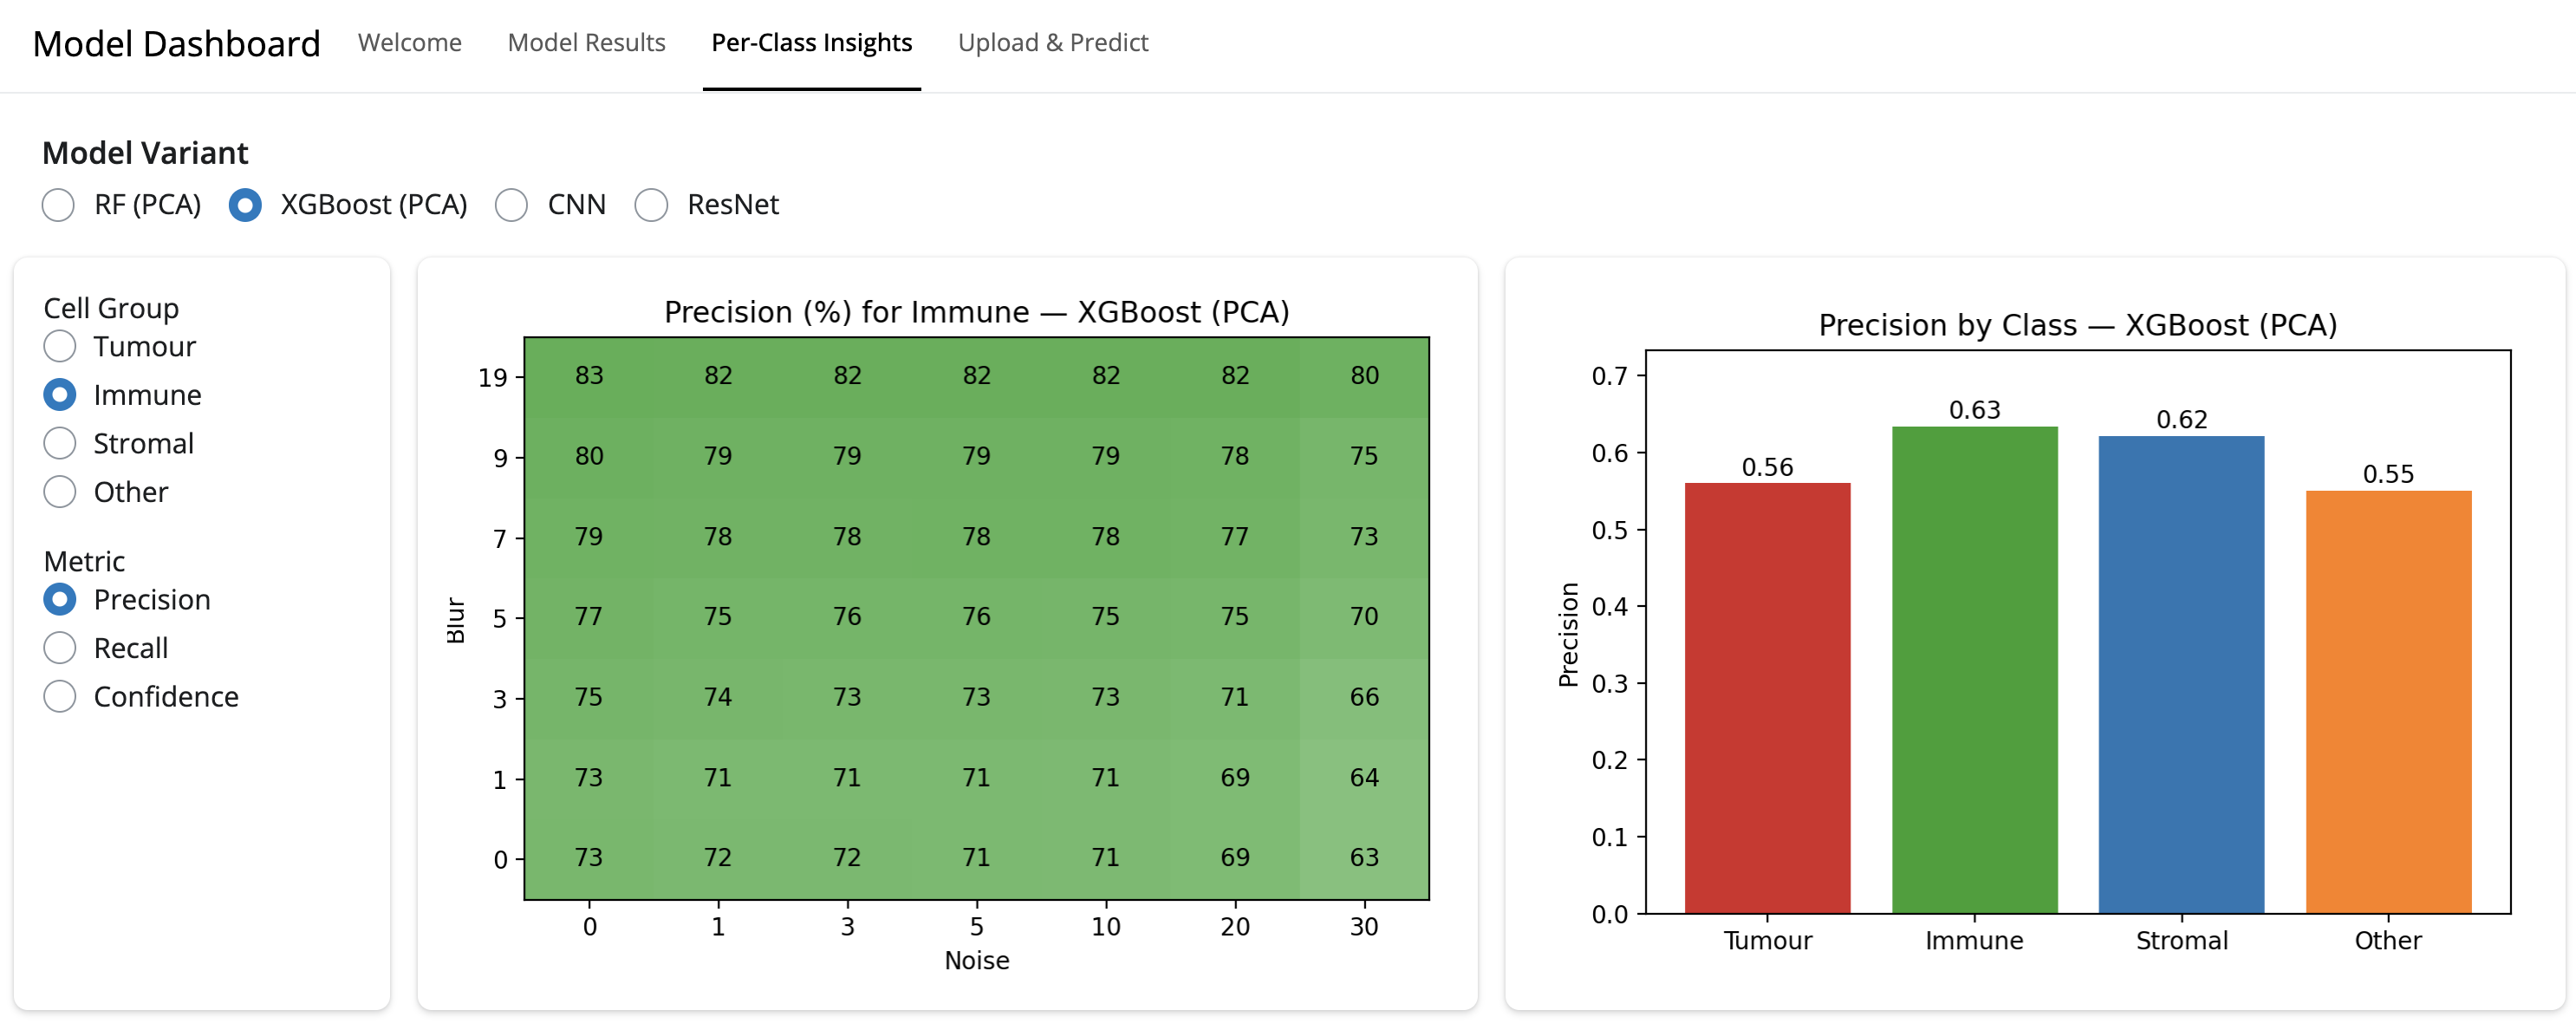 Model Dashboard Welcome Model Results Per-Class Insights Upload & Predict
Model Variant
RF (PCA) XGBoost (PCA) CNN ResNet
Cell Group
Tumour
Immune
Stromal
Other
Metric
Precision
Recall
Confidence
Precision (%) for Immune — XGBoost (PCA)
Blur
19 83 82 82 82 82 82 80
9 80 79 79 79 79 78 75
7 79 78 78 78 78 77 73
5 77 75 76 76 75 75 70
3 75 74 73 73 73 71 66
1 73 71 71 71 71 69 64
0 73 72 72 71 71 69 63
0 1 3 5 10 20 30
Noise
Precision by Class — XGBoost (PCA)
Precision
0.7
0.6
0.5
0.4
0.3
0.2
0.1
0.0
0.56 0.63 0.62 0.55
Tumour Immune Stromal Other